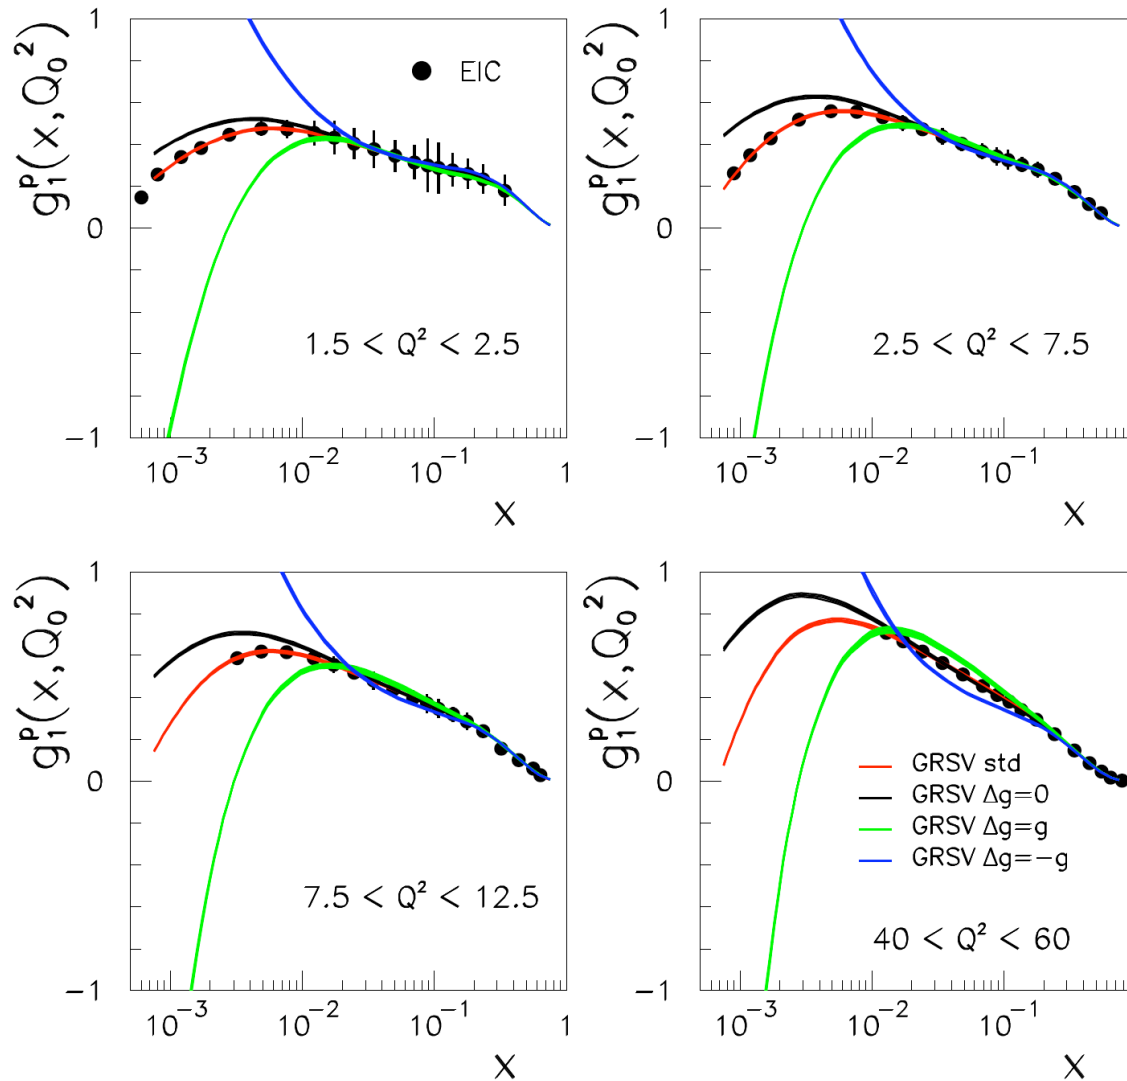 g₁ᵖ(x,Q₀²)
1
0
−1
EIC
1.5 < Q² < 2.5
10⁻³ 10⁻² 10⁻¹ 1
x
g₁ᵖ(x,Q₀²)
1
0
−1
2.5 < Q² < 7.5
10⁻³ 10⁻² 10⁻¹
x
g₁ᵖ(x,Q₀²)
1
0
−1
7.5 < Q² < 12.5
10⁻³ 10⁻² 10⁻¹ 1
x
g₁ᵖ(x,Q₀²)
1
0
−1
GRSV std
GRSV Δg=0
GRSV Δg=g
GRSV Δg=−g
40 < Q² < 60
10⁻³ 10⁻² 10⁻¹
x